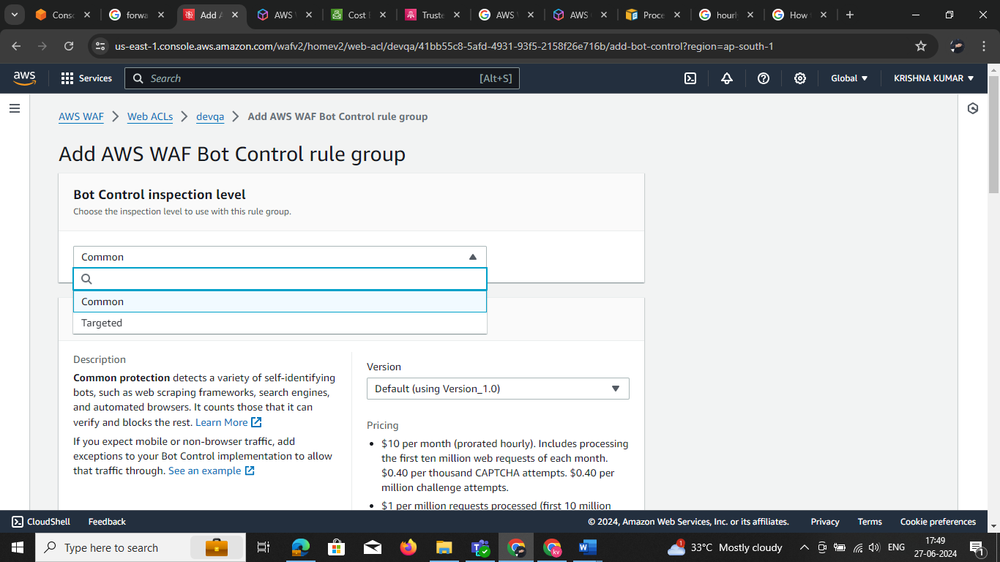 Conso
forwa
Add A
AWS
Cost E
Truste
AWS
AWS
Proce
hourl
How
us-east-1.console.aws.amazon.com/wafv2/homev2/web-acl/devqa/41bb55c8-5afd-4931-93f5-2158f26e716b/add-bot-control?region=ap-south-1
aws
Services
Search
[Alt+S]
Global
KRISHNA KUMAR
AWS WAF
Web ACLs
devqa
Add AWS WAF Bot Control rule group
Add AWS WAF Bot Control rule group
Bot Control inspection level
Choose the inspection level to use with this rule group.
Common
Common
Targeted
Description
Common protection detects a variety of self-identifying
bots, such as web scraping frameworks, search engines,
and automated browsers. It counts those that it can
verify and blocks the rest. Learn More
If you expect mobile or non-browser traffic, add
exceptions to your Bot Control implementation to allow
that traffic through. See an example
Version
Default (using Version_1.0)
Pricing
• $10 per month (prorated hourly). Includes processing
the first ten million web requests of each month.
$0.40 per thousand CAPTCHA attempts. $0.40 per
million challenge attempts.
• $1 per million requests processed (first 10 million
CloudShell
Feedback
© 2024, Amazon Web Services, Inc. or its affiliates.
Privacy
Terms
Cookie preferences
Type here to search
kv
1
33°C Mostly cloudy
ENG
17:49
27-06-2024
1